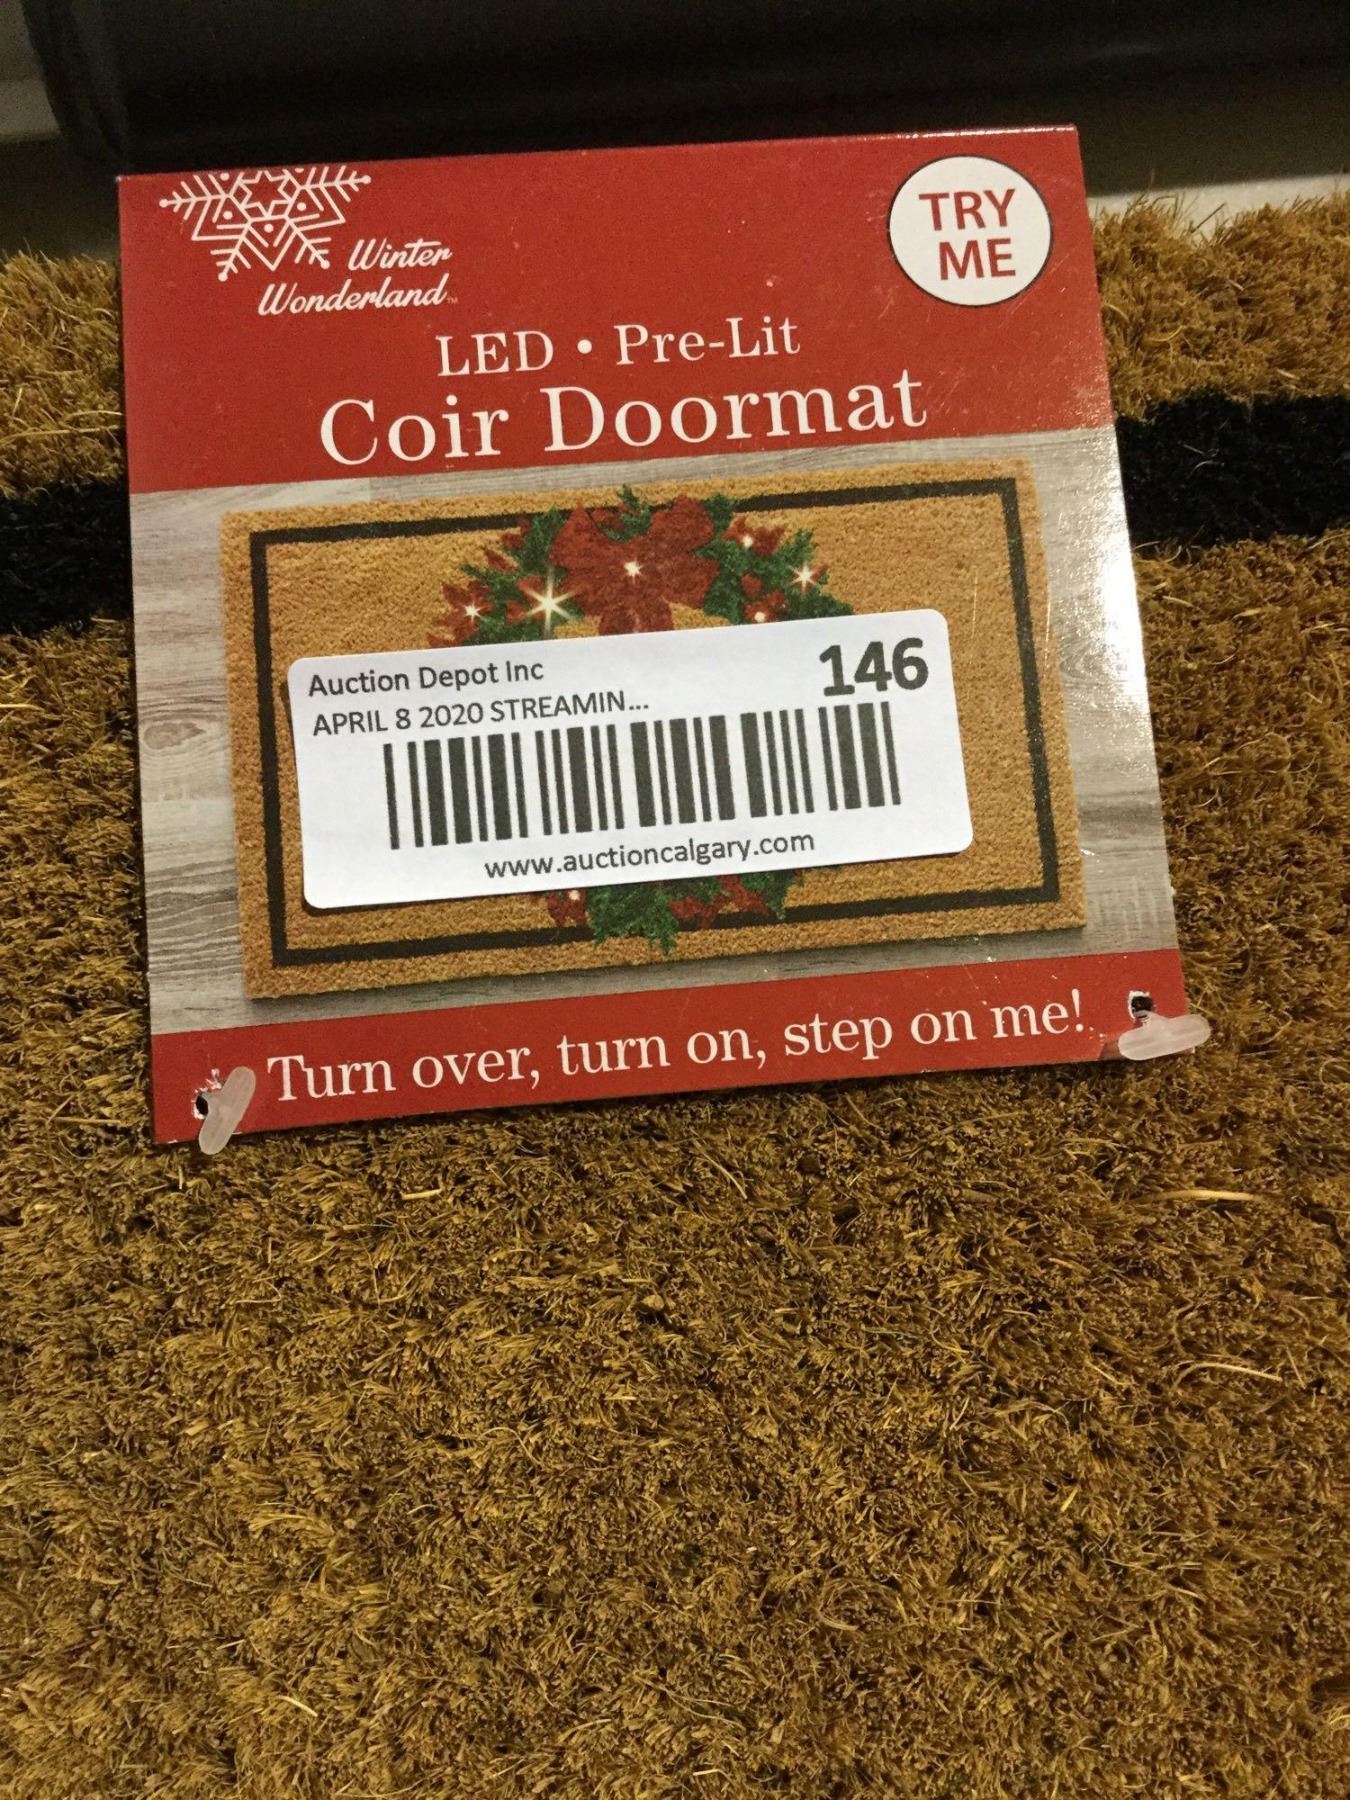 Winter
Wonderland™
TRY
ME
LED • Pre-Lit
Coir Doormat
Auction Depot Inc
146
APRIL 8 2020 STREAMIN...
www.auctioncalgary.com
Turn over, turn on, step on me!